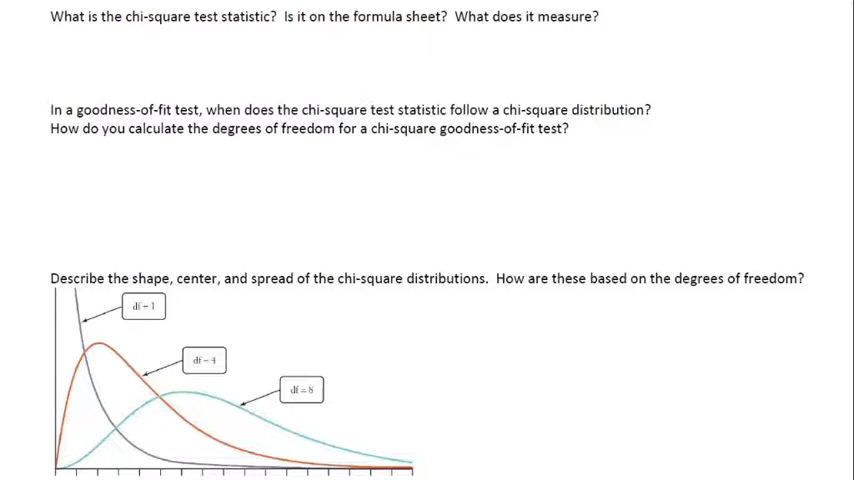 What is the chi-square test statistic?  Is it on the formula sheet?  What does it measure?
In a goodness-of-fit test, when does the chi-square test statistic follow a chi-square distribution?
How do you calculate the degrees of freedom for a chi-square goodness-of-fit test?
Describe the shape, center, and spread of the chi-square distributions.  How are these based on the degrees of freedom?
df = 1
df = 4
df = 8